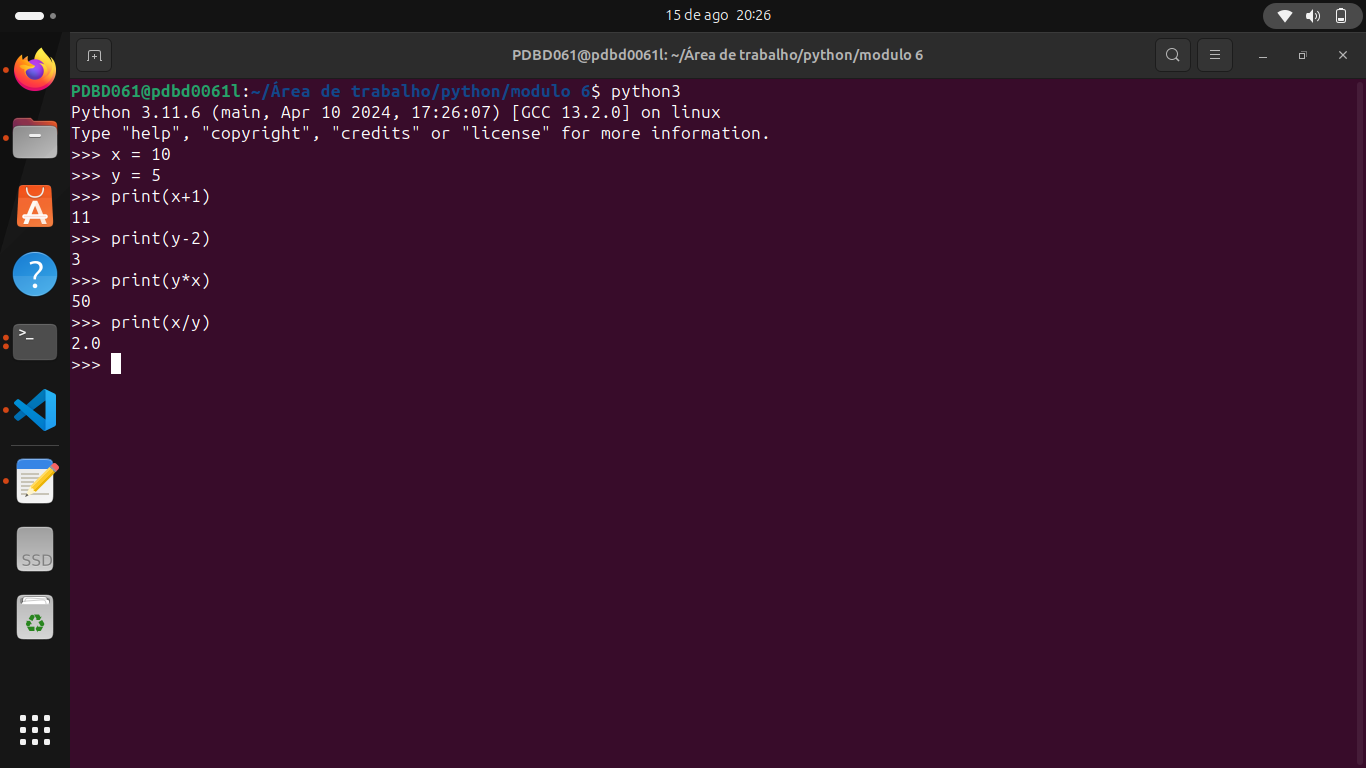 15 de ago  20:26
PDBD061@pdbd0061l: ~/Área de trabalho/python/modulo 6
PDBD061@pdbd0061l:~/Área de trabalho/python/modulo 6$ python3
Python 3.11.6 (main, Apr 10 2024, 17:26:07) [GCC 13.2.0] on linux
Type "help", "copyright", "credits" or "license" for more information.
>>> x = 10
>>> y = 5
>>> print(x+1)
11
>>> print(y-2)
3
>>> print(y*x)
50
>>> print(x/y)
2.0
>>>
A
?
>_
SSD